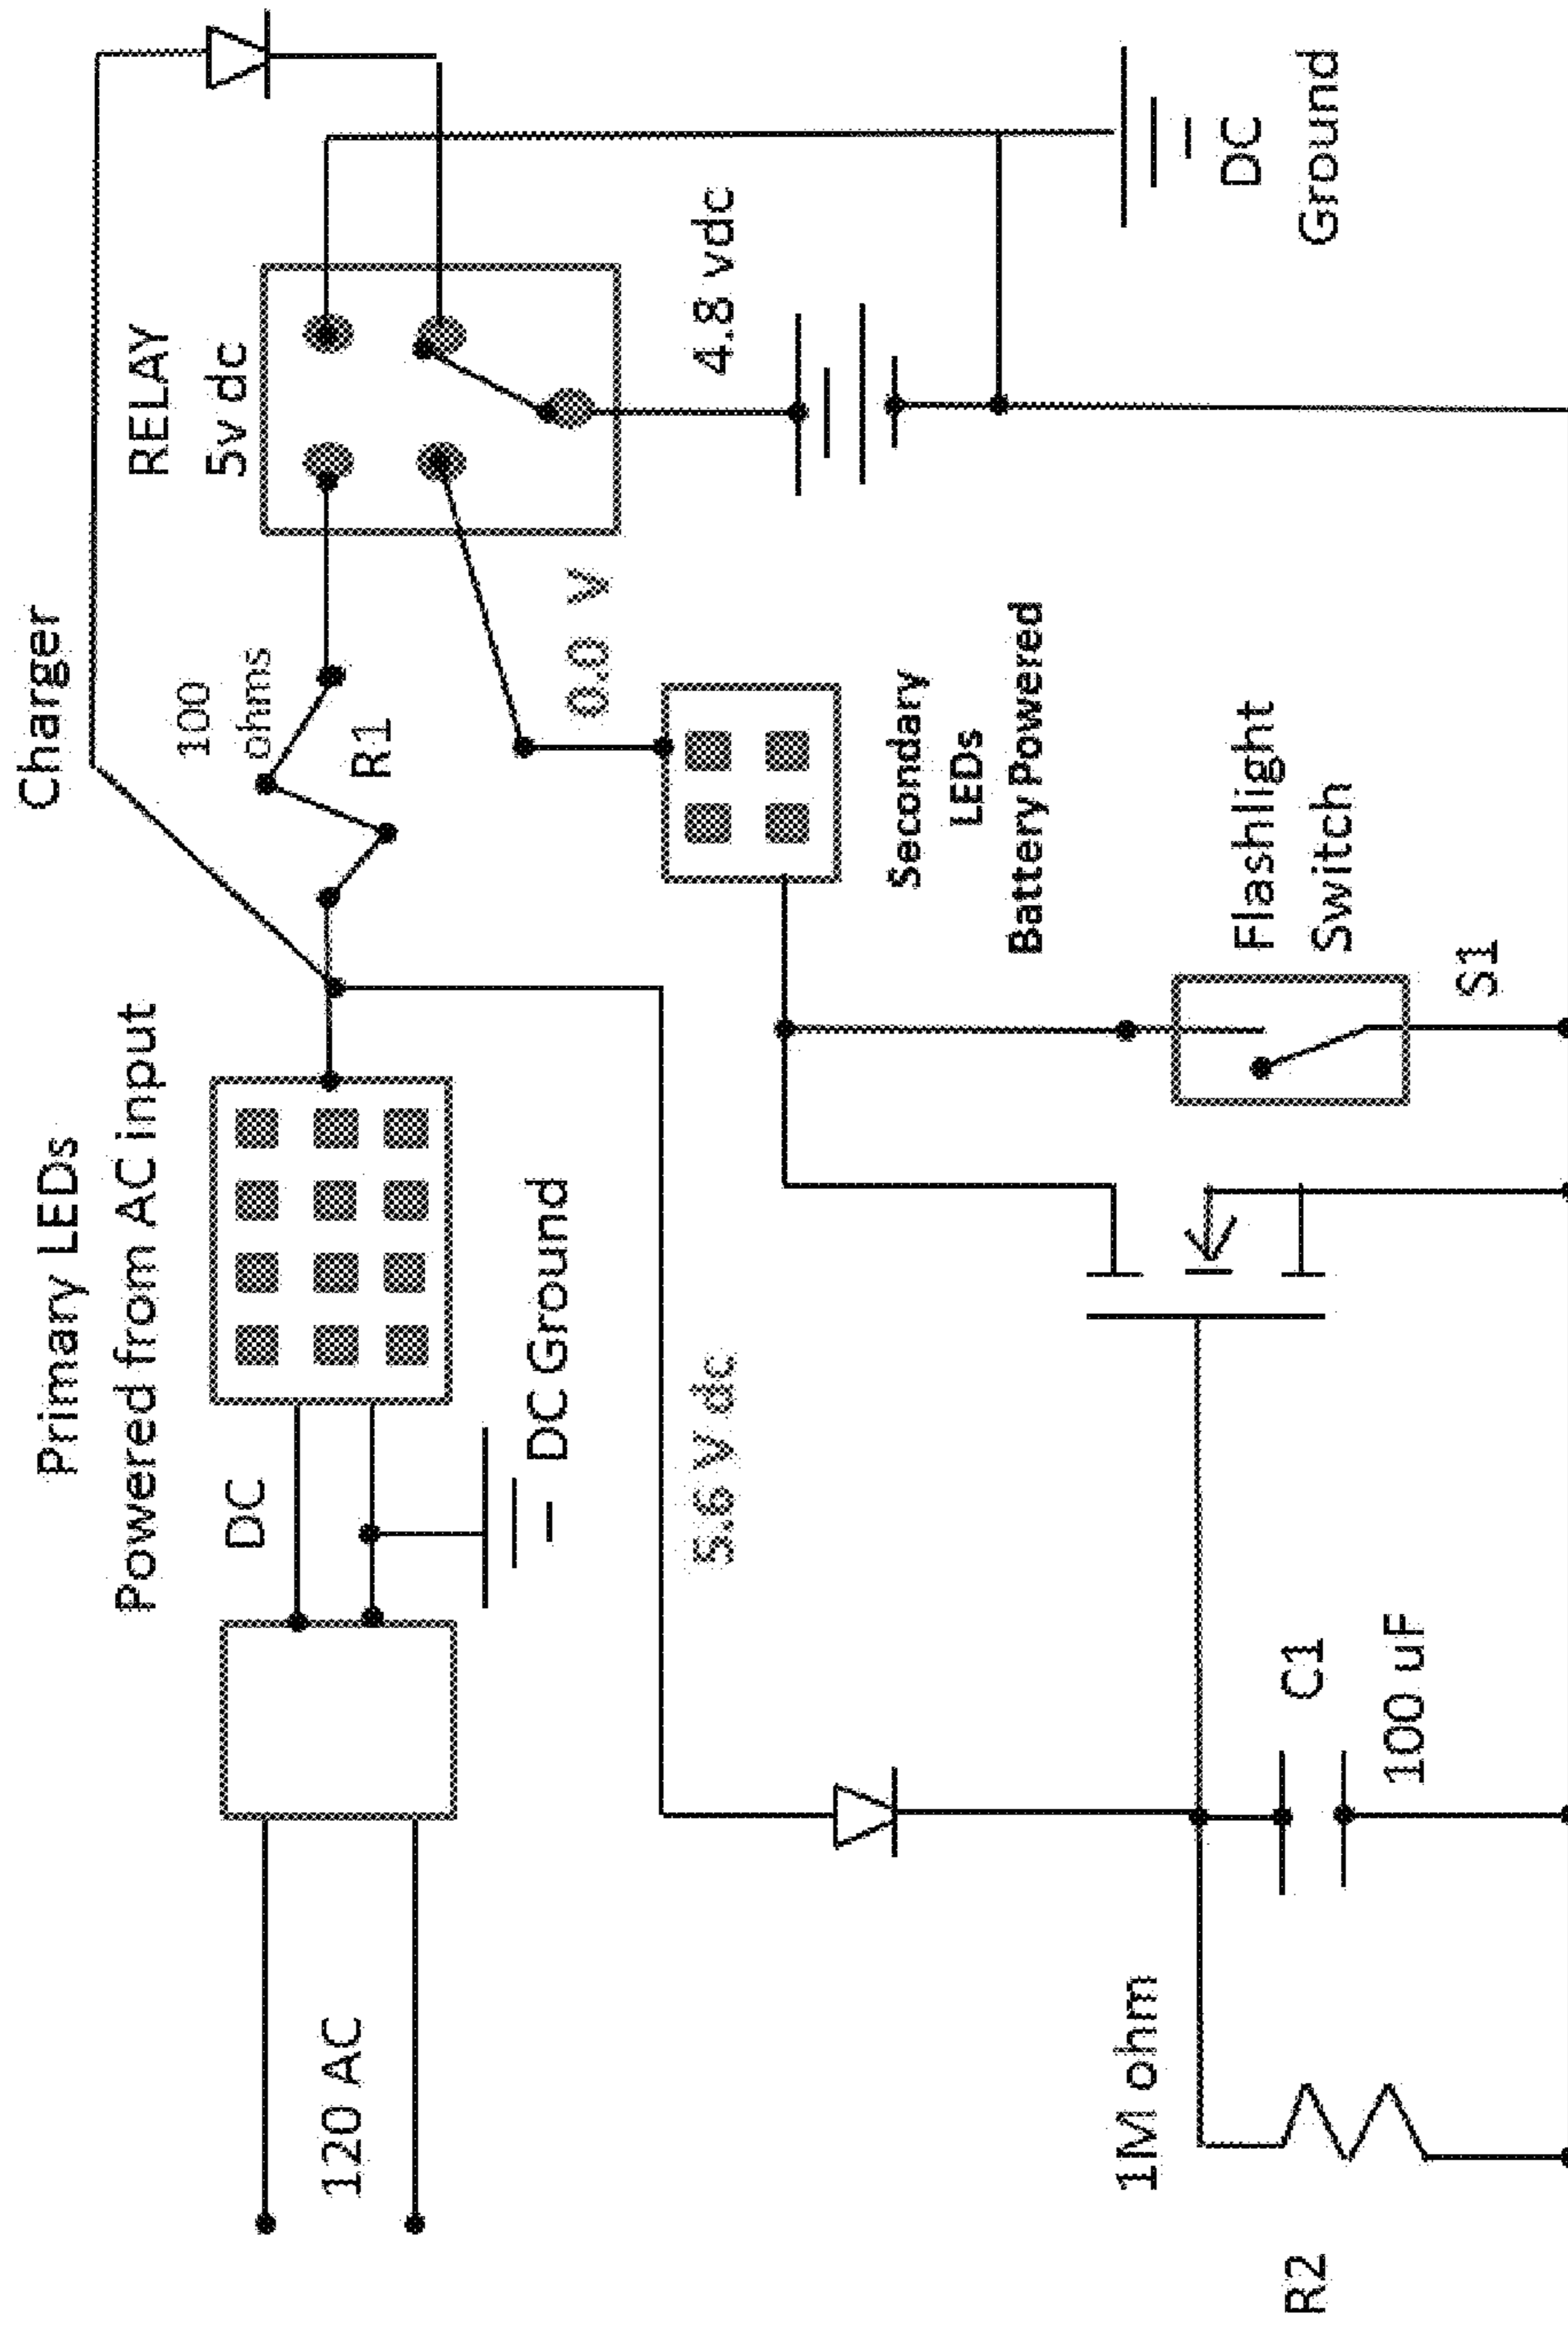 Charger
RELAY
5v dc
100
ohms
R1
Primary LEDs
Powered from AC input
DC
DC Ground
120 AC
4.8 vdc
0.0 V
5.6 V dc
Secondary
LEDs
Battery Powered
DC
Ground
Flashlight
Switch
S1
C1
100 uF
1M ohm
R2